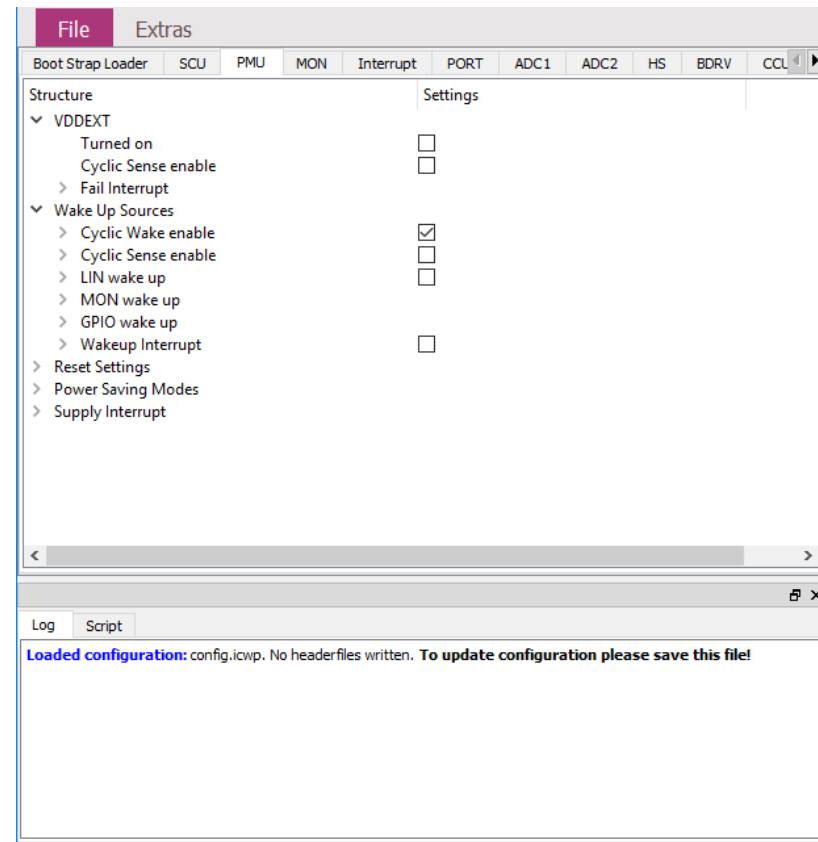 File Extras
Boot Strap Loader SCU PMU MON Interrupt PORT ADC1 ADC2 HS BDRV
Structure Settings
VDDEXT
Turned on
Cyclic Sense enable
Fail Interrupt
Wake Up Sources
Cyclic Wake enable
Cyclic Sense enable
LIN wake up
MON wake up
GPIO wake up
Wakeup Interrupt
Reset Settings
Power Saving Modes
Supply Interrupt
Log Script
Loaded configuration: config.icwp. No headerfiles written. To update configuration please save this file!